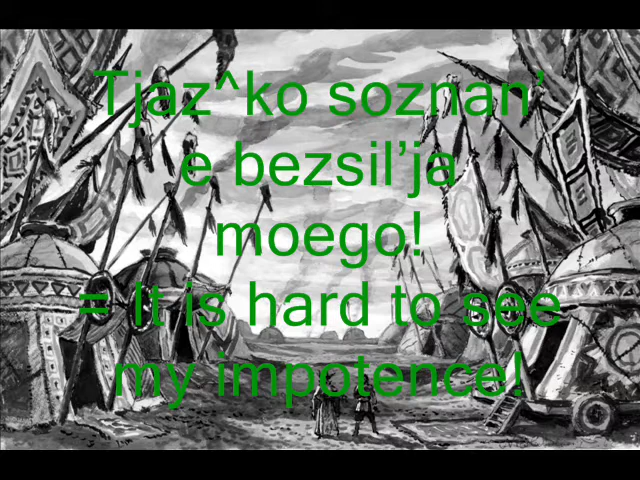 Tjaz^ko soznan’
e bezsil’ja
moego!
= It is hard to see
my impotence!